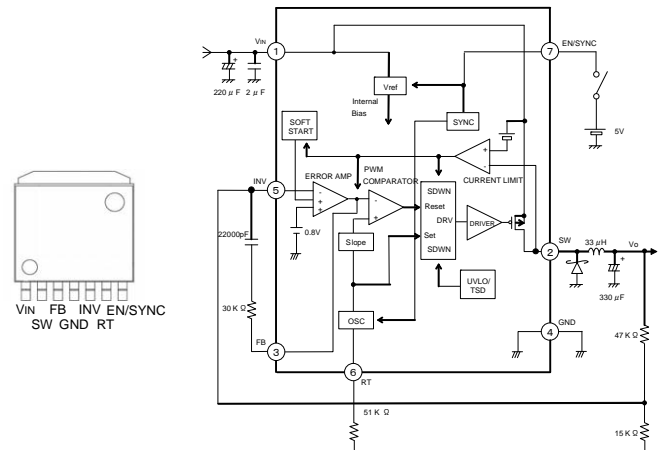 VIN
1
220 μF
2 μF
+
7
EN/SYNC
Vref
Internal
Bias
SYNC
5V
SOFT
START
+
-
CURRENT LIMIT
INV
5
ERROR AMP
-
+
+
0.8V
PWM
COMPARATOR
-
+
SDWN
Reset
DRV
Set
SDWN
DRIVER
2
SW
33 μH
Vo
+
330 μF
22000pF
Slope
UVLO/
TSD
30 K Ω
OSC
4
GND
47 K Ω
FB
3
6
RT
51 K Ω
15 K Ω
VIN FB INV EN/SYNC
SW GND RT